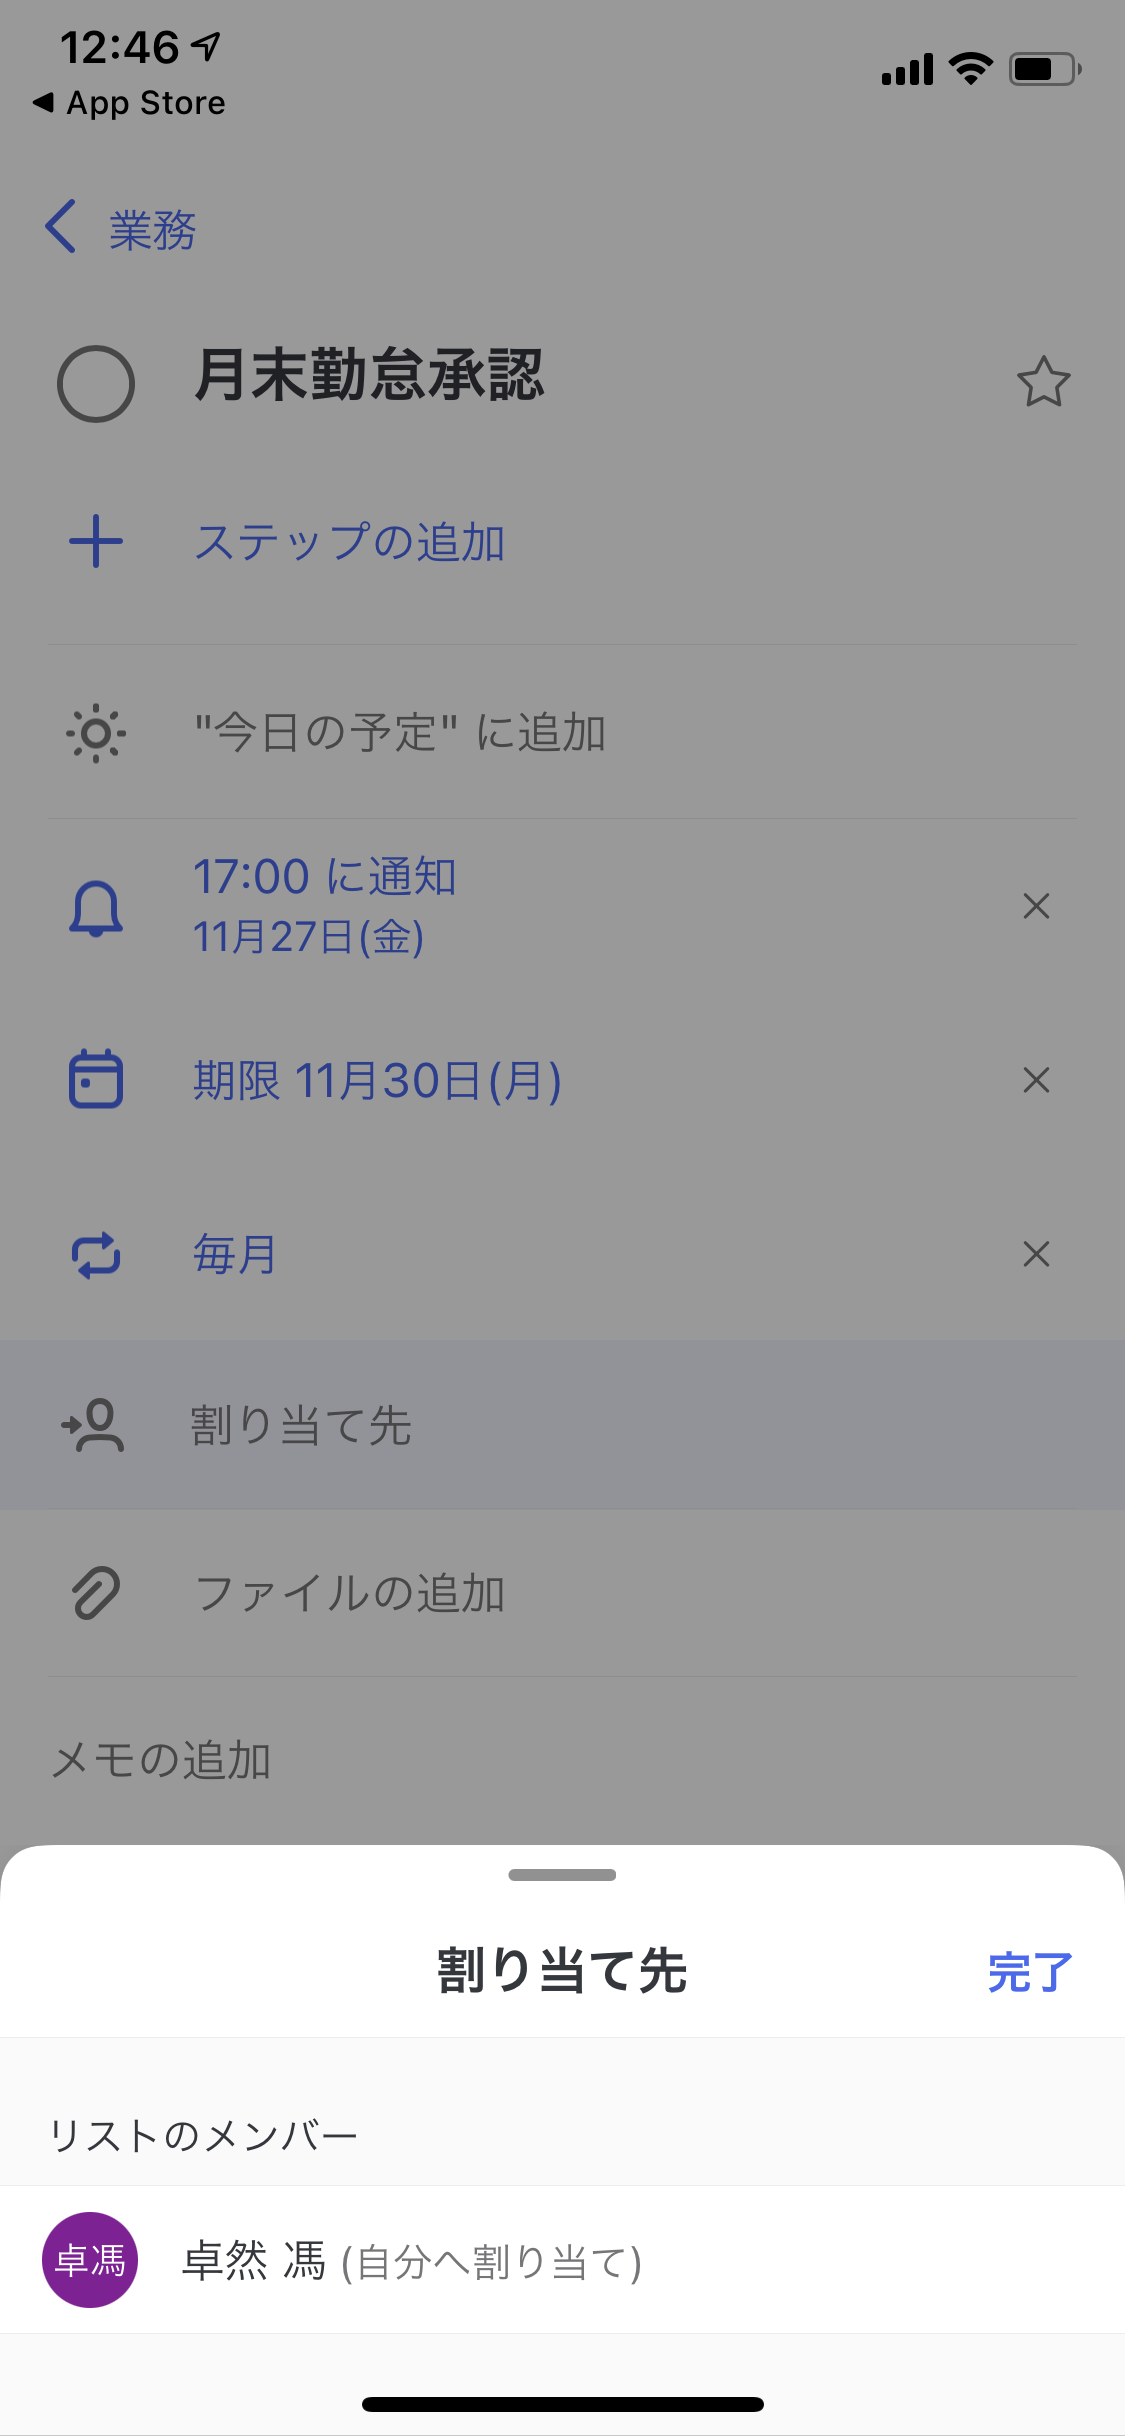 12:46
App Store
業務
月末勤怠承認
ステップの追加
"今日の予定" に追加
17:00 に通知
11月27日(金)
期限 11月30日(月)
毎月
割り当て先
ファイルの追加
メモの追加
割り当て先
完了
リストのメンバー
卓馮
卓然 馮 (自分へ割り当て)